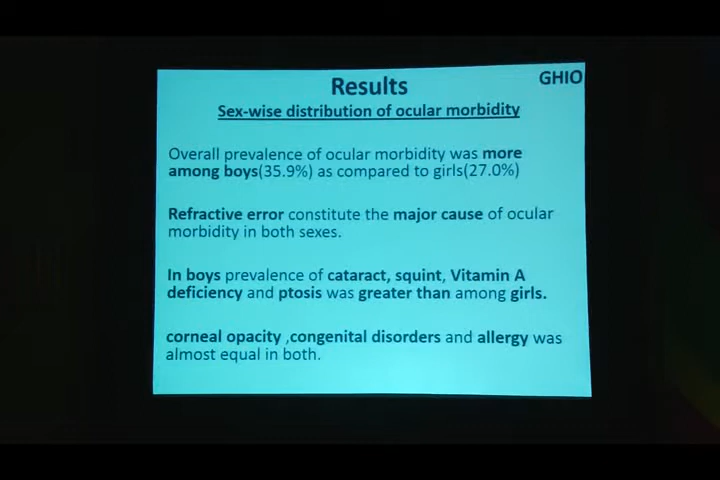 GHIO
Results
Sex-wise distribution of ocular morbidity
Overall prevalence of ocular morbidity was more
among boys(35.9%) as compared to girls(27.0%)
Refractive error constitute the major cause of ocular
morbidity in both sexes.
In boys prevalence of cataract, squint, Vitamin A
deficiency and ptosis was greater than among girls.
corneal opacity ,congenital disorders and allergy was
almost equal in both.